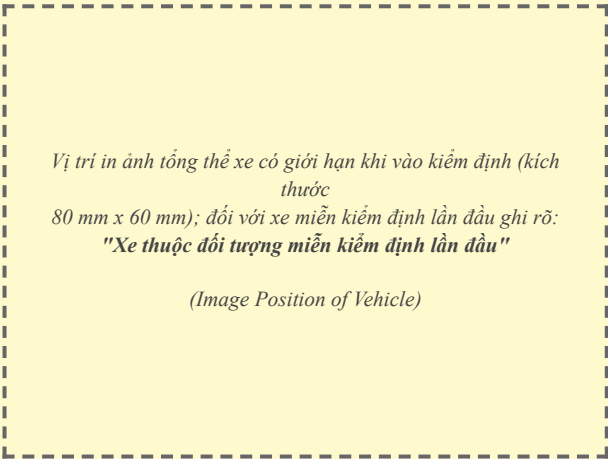 Vị trí in ảnh tổng thể xe có giới hạn khi vào kiểm định (kích
thước
80 mm x 60 mm); đối với xe miễn kiểm định lần đầu ghi rõ:
"Xe thuộc đối tượng miễn kiểm định lần đầu"
(Image Position of Vehicle)